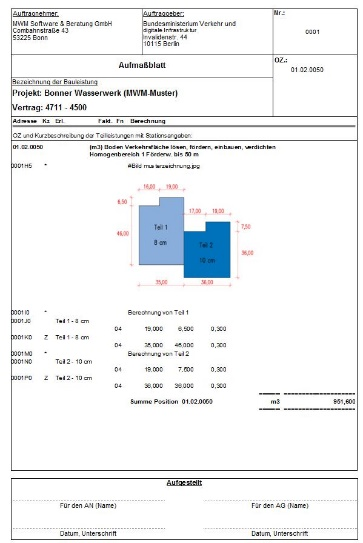 Auftragnehmer:
MWM Software & Beratung GmbH
Combahnstraße 43
53225 Bonn
Auftraggeber:
Bundesministerium Verkehr und
digitale Infrastruktur
Invalidenstr. 44
10115 Berlin
Nr.:
0001
Aufmaßblatt
OZ.:
01.02.0050
Bezeichnung der Bauleistung
Projekt: Bonner Wasserwerk (MWM-Muster)
Vertrag: 4711 - 4500
Adresse Kz Erl. Fakt. Fn Berechnung
OZ und Kurzbeschreibung der Teilleistungen mit Stationsangaben:
01.02.0050 (m3) Boden Verkehrsfläche lösen, fördern, einbauen, verdichten
Homogenbereich 1 Förderw. bis 50 m
0001H5 * #Bild musterzeichnung.jpg
16,00 19,00
6,50
17,00 19,00
7,50
Teil 1
8 cm
46,00
Teil 2
10 cm
36,00
35,00 36,00
0001I0 * Berechnung von Teil 1
0001J0 Teil 1 - 8 cm
04 19,000 6,500 0,300
0001K0 Z Teil 1 - 8 cm
04 35,000 46,000 0,300
0001M0 * Berechnung von Teil 2
0001N0 Teil 2 - 10 cm
04 19,000 7,500 0,300
0001P0 Z Teil 2 - 10 cm
04 36,000 36,000 0,300
Summe Position 01.02.0050 m3 951,600
Aufgestellt
Für den AN (Name) Für den AG (Name)
Datum, Unterschrift Datum, Unterschrift